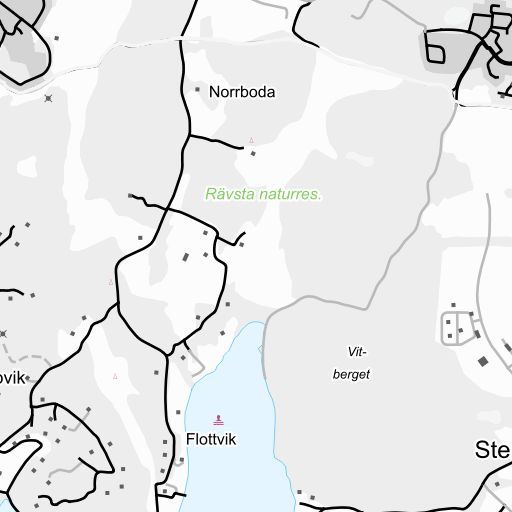 Norrboda
Rävsta naturres.
Vit-
berget
vik
Flottvik
Ste